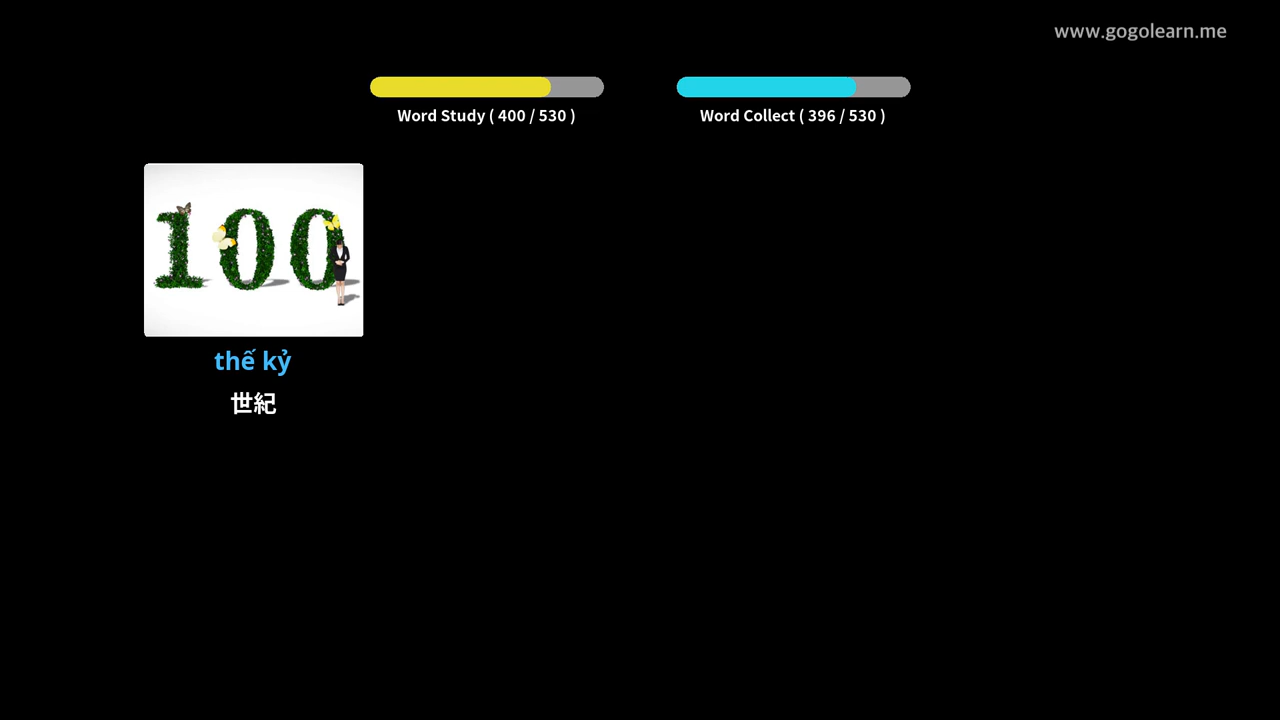 www.gogolearn.me
Word Study ( 400 / 530 )
Word Collect ( 396 / 530 )
100
thế kỷ
世紀